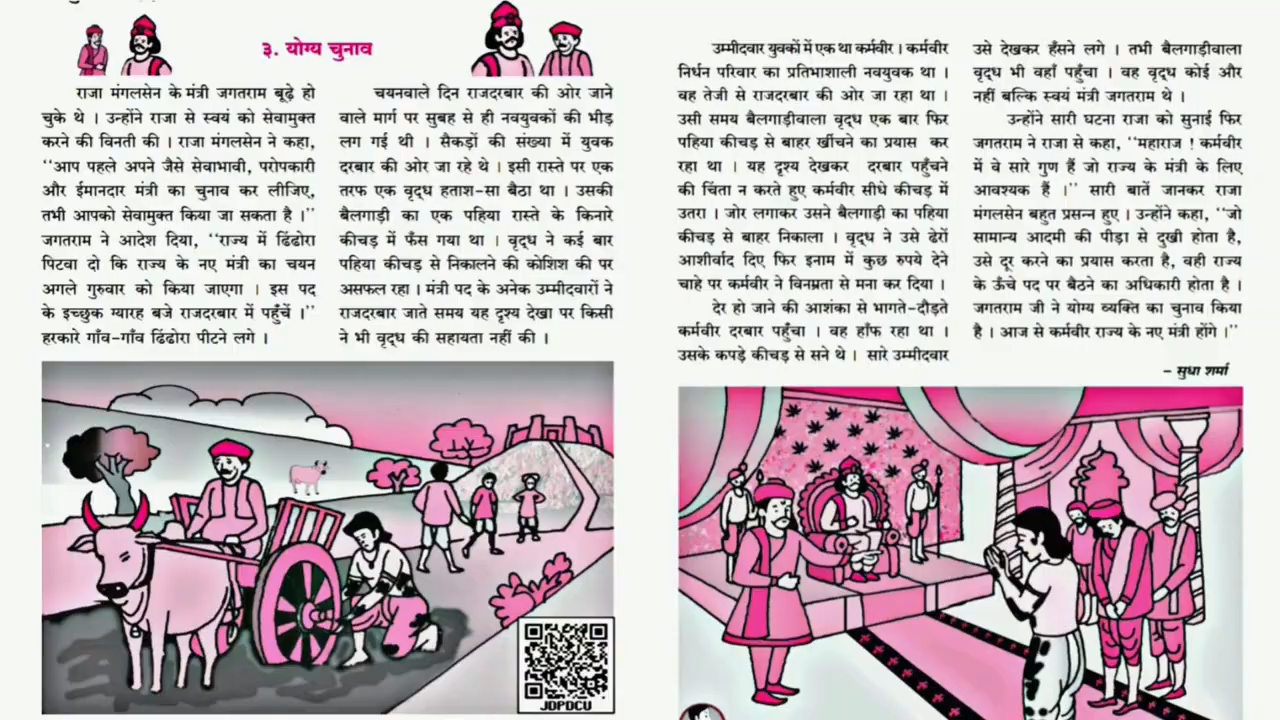 ३. योग्य चुनाव
राजा मंगलसेन के मंत्री जगतराम बूढ़े हो
चुके थे । उन्होंने राजा से स्वयं को सेवामुक्त
करने की विनती की । राजा मंगलसेन ने कहा,
“आप पहले अपने जैसे सेवाभावी, परोपकारी
और ईमानदार मंत्री का चुनाव कर लीजिए,
तभी आपको सेवामुक्त किया जा सकता है ।”
जगतराम ने आदेश दिया, “राज्य में ढिंढोरा
पिटवा दो कि राज्य के नए मंत्री का चयन
अगले गुरुवार को किया जाएगा । इस पद
के इच्छुक ग्यारह बजे राजदरबार में पहुँचें ।”
हरकारे गाँव-गाँव ढिंढोरा पीटने लगे ।
चयनवाले दिन राजदरबार की ओर जाने
वाले मार्ग पर सुबह से ही नवयुवकों की भीड़
लग गई थी । सैकड़ों की संख्या में युवक
दरबार की ओर जा रहे थे । इसी रास्ते पर एक
तरफ एक वृद्ध हताश-सा बैठा था । उसकी
बैलगाड़ी का एक पहिया रास्ते के किनारे
कीचड़ में फँस गया था । वृद्ध ने कई बार
पहिया कीचड़ से निकालने की कोशिश की पर
असफल रहा । मंत्री पद के अनेक उम्मीदवारों ने
राजदरबार जाते समय यह दृश्य देखा पर किसी
ने भी वृद्ध की सहायता नहीं की ।
JDPDCU
उम्मीदवार युवकों में एक था कर्मवीर । कर्मवीर
निर्धन परिवार का प्रतिभाशाली नवयुवक था ।
वह तेजी से राजदरबार की ओर जा रहा था ।
उसी समय बैलगाड़ीवाला वृद्ध एक बार फिर
पहिया कीचड़ से बाहर खींचने का प्रयास कर
रहा था । यह दृश्य देखकर दरबार पहुँचने
की चिंता न करते हुए कर्मवीर सीधे कीचड़ में
उतरा । जोर लगाकर उसने बैलगाड़ी का पहिया
कीचड़ से बाहर निकाला । वृद्ध ने उसे ढेरों
आशीर्वाद दिए फिर इनाम में कुछ रुपये देने
चाहे पर कर्मवीर ने विनम्रता से मना कर दिया ।
देर हो जाने की आशंका से भागते-दौड़ते
कर्मवीर दरबार पहुँचा । वह हाँफ रहा था ।
उसके कपड़े कीचड़ से सने थे । सारे उम्मीदवार
उसे देखकर हँसने लगे । तभी बैलगाड़ीवाला
वृद्ध भी वहाँ पहुँचा । वह वृद्ध कोई और
नहीं बल्कि स्वयं मंत्री जगतराम थे ।
उन्होंने सारी घटना राजा को सुनाई फिर
जगतराम ने राजा से कहा, “महाराज ! कर्मवीर
में वे सारे गुण हैं जो राज्य के मंत्री के लिए
आवश्यक हैं ।” सारी बातें जानकर राजा
मंगलसेन बहुत प्रसन्न हुए । उन्होंने कहा, “जो
सामान्य आदमी की पीड़ा से दुखी होता है,
उसे दूर करने का प्रयास करता है, वही राज्य
के ऊँचे पद पर बैठने का अधिकारी होता है ।
जगतराम जी ने योग्य व्यक्ति का चुनाव किया
है । आज से कर्मवीर राज्य के नए मंत्री होंगे ।”
– सुधा शर्मा